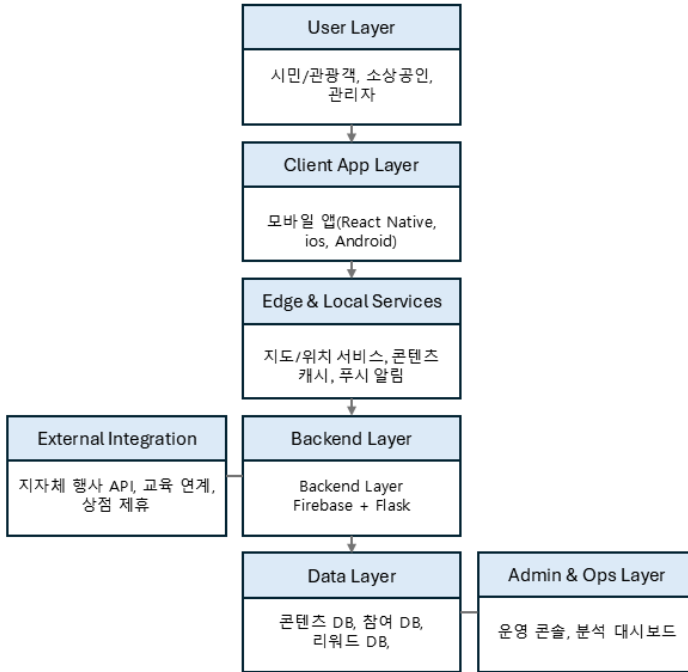 User Layer
시민/관광객, 소상공인,
관리자
Client App Layer
모바일 앱(React Native,
ios, Android)
Edge & Local Services
지도/위치 서비스, 콘텐츠
캐시, 푸시 알림
External Integration
지자체 행사 API, 교육 연계,
상점 제휴
Backend Layer
Backend Layer
Firebase + Flask
Data Layer
콘텐츠 DB, 참여 DB,
리워드 DB,
Admin & Ops Layer
운영 콘솔, 분석 대시보드